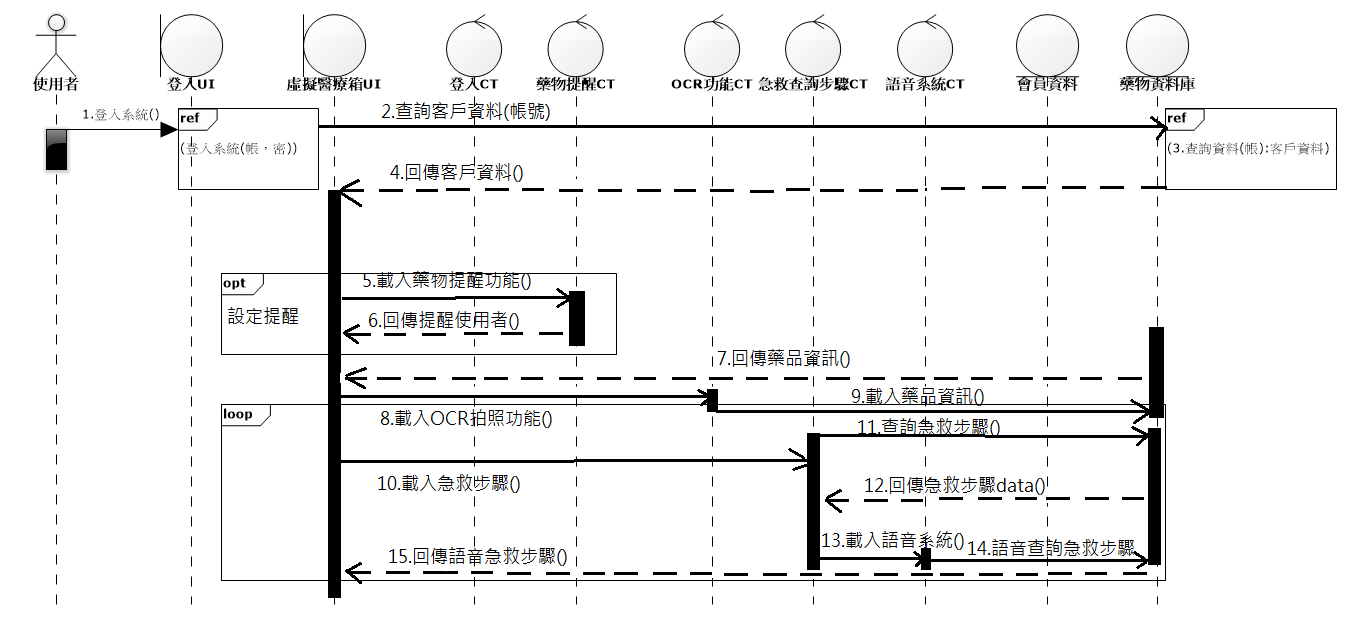 使用者
登入UI
虛擬醫療箱UI
登入CT
藥物提醒CT
OCR功能CT
急救查詢步驟CT
語音系統CT
會員資料
藥物資料庫
1.登入系統()
ref
(登入系統(帳，密))
2.查詢客戶資料(帳號)
ref
(3.查詢資料(帳):客戶資料)
4.回傳客戶資料()
opt
設定提醒
5.載入藥物提醒功能()
6.回傳提醒使用者()
7.回傳藥品資訊()
loop
8.載入OCR拍照功能()
9.載入藥品資訊()
10.載入急救步驟()
11.查詢急救步驟()
12.回傳急救步驟data()
13.載入語音系統()
14.語音查詢急救步驟
15.回傳語音急救步驟()